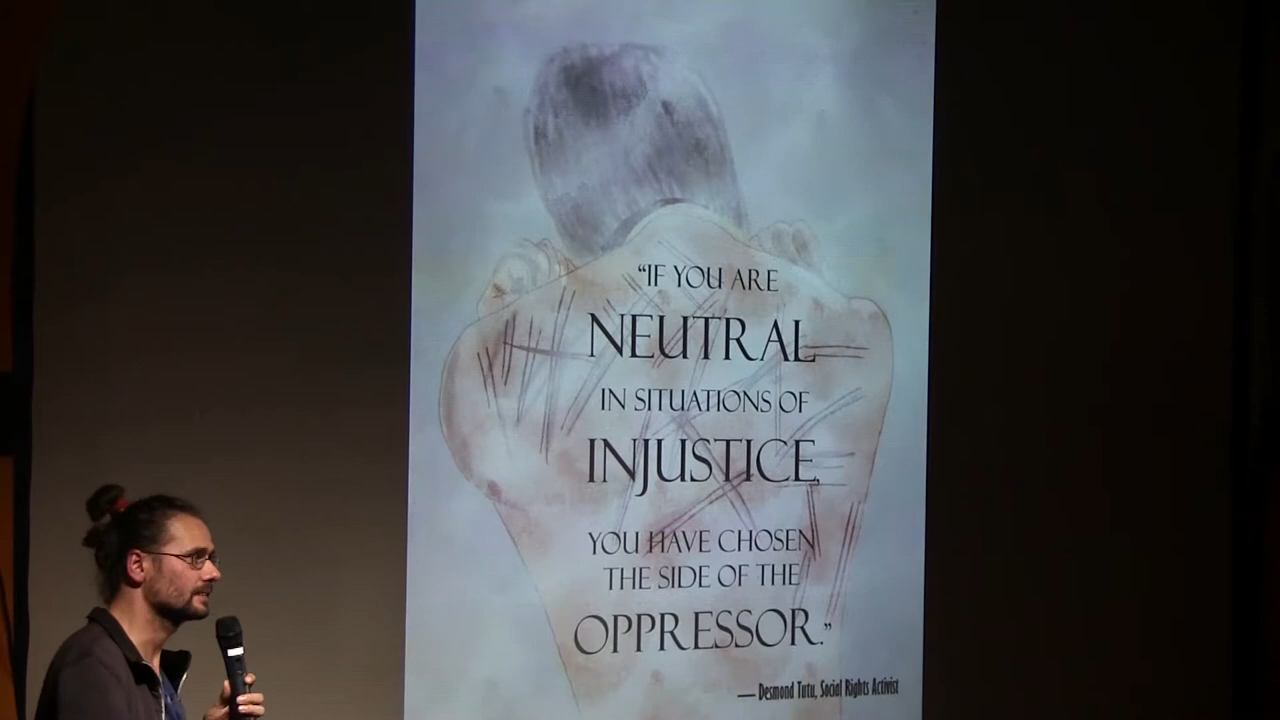 “IF YOU ARE
NEUTRAL
IN SITUATIONS OF
INJUSTICE,
YOU HAVE CHOSEN
THE SIDE OF THE
OPPRESSOR.”
— Desmond Tutu, Social Rights Activist